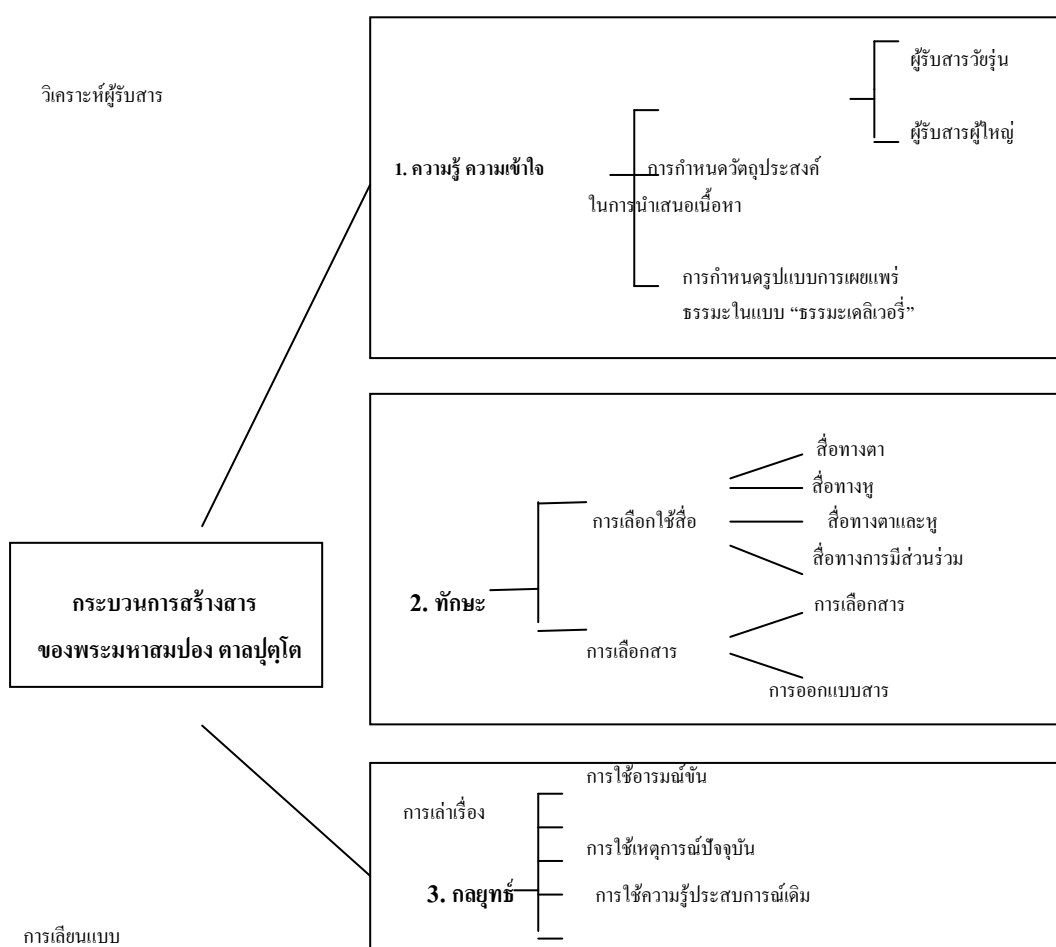 วิเคราะห์ผู้รับสาร
ผู้รับสารวัยรุ่น
ผู้รับสารผู้ใหญ่
1. ความรู้ ความเข้าใจ
การกำหนดวัตถุประสงค์
ในการนำเสนอเนื้อหา
การกำหนดรูปแบบการเผยแพร่
ธรรมะในแบบ “ธรรมะเดลิเวอรี่”
สื่อทางตา
สื่อทางหู
การเลือกใช้สื่อ
สื่อทางตาและหู
สื่อทางการมีส่วนร่วม
2. ทักษะ
การเลือกสาร
การเลือกสาร
การออกแบบสาร
กระบวนการสร้างสาร
ของพระมหาสมปอง ตาลปุตฺโต
การใช้อารมณ์ขัน
การเล่าเรื่อง
การใช้เหตุการณ์ปัจจุบัน
3. กลยุทธ์
การใช้ความรู้ประสบการณ์เดิม
การเลียนแบบ